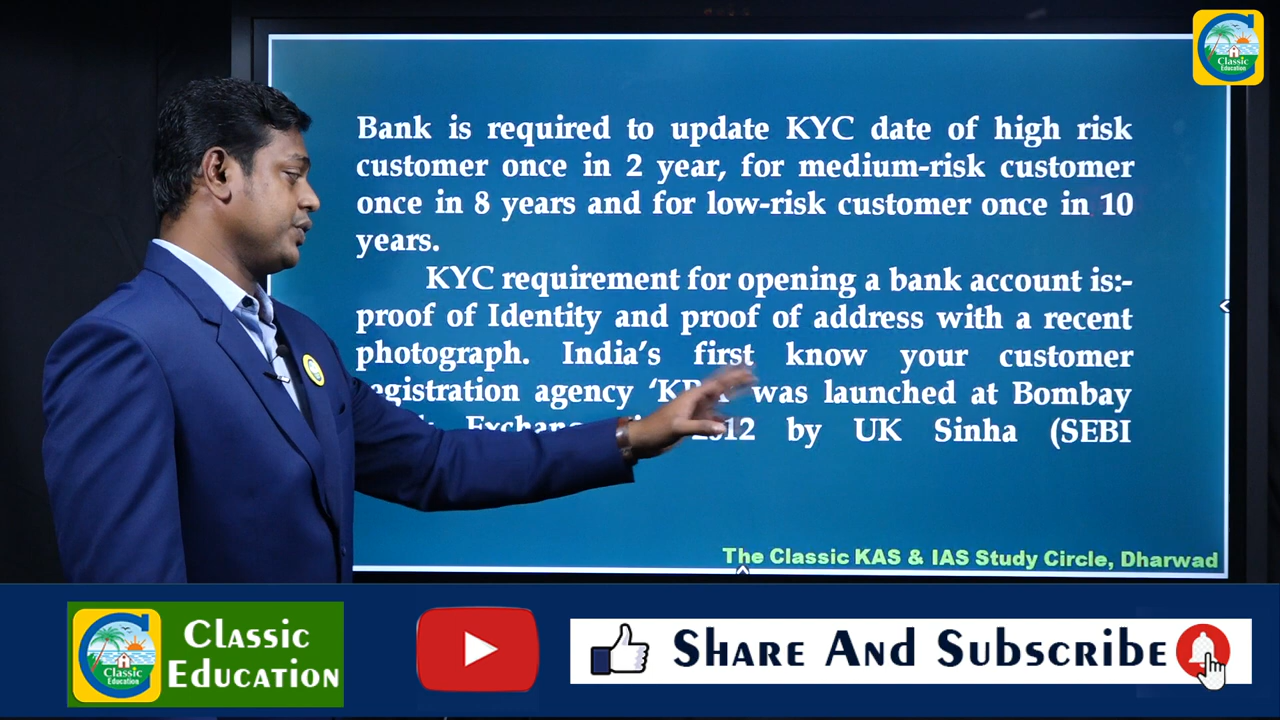 Classic
Education
Bank is required to update KYC date of high risk
customer once in 2 year, for medium-risk customer
once in 8 years and for low-risk customer once in 10
years.
KYC requirement for opening a bank account is:-
proof of Identity and proof of address with a recent
photograph. India's first know your customer
registration agency was launched at Bombay
by UK Sinha (SEBI
The Classic KAS & IAS Study Circle, Dharwad
Classic
Education
CLASSIC
EDUCATION
SHARE AND SUBSCRIBE